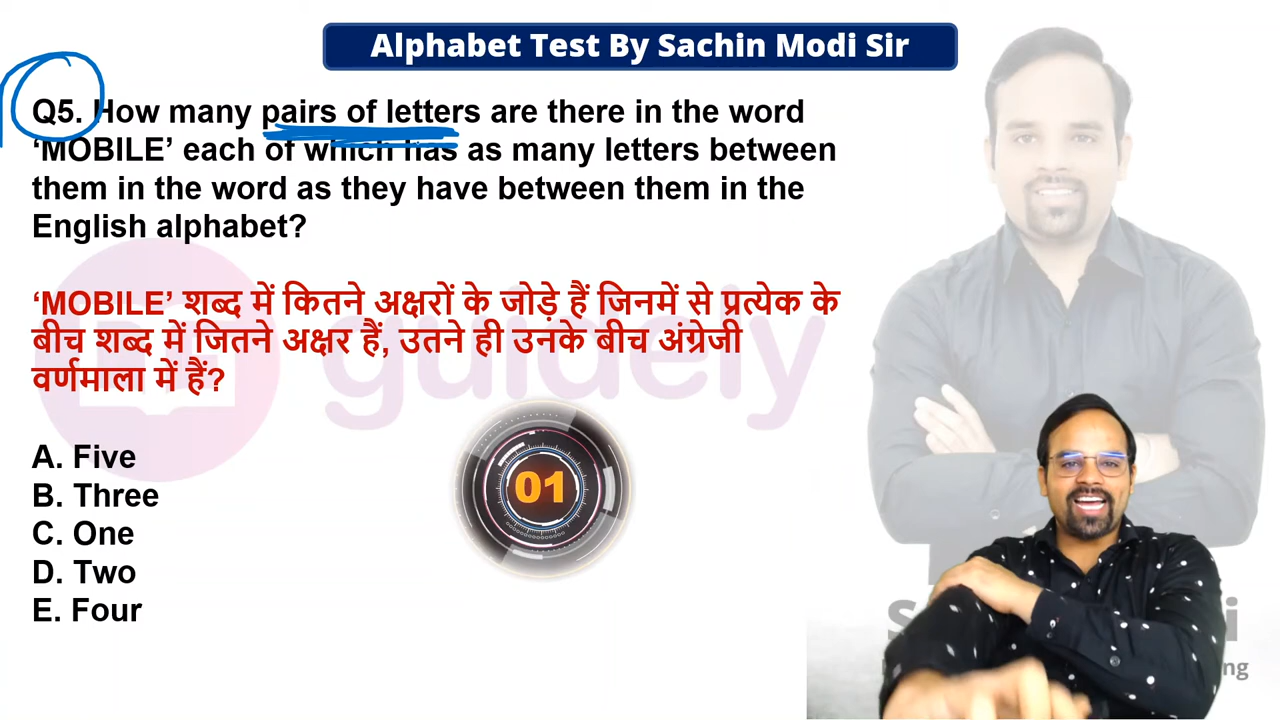 Alphabet Test By Sachin Modi Sir
Q5. How many pairs of letters are there in the word
‘MOBILE’ each of which has as many letters between
them in the word as they have between them in the
English alphabet?
‘MOBILE’ शब्द में कितने अक्षरों के जोड़े हैं जिनमें से प्रत्येक के
बीच शब्द में जितने अक्षर हैं, उतने ही उनके बीच अंग्रेजी
वर्णमाला में हैं?
guidely
A. Five
B. Three
C. One
D. Two
E. Four
01